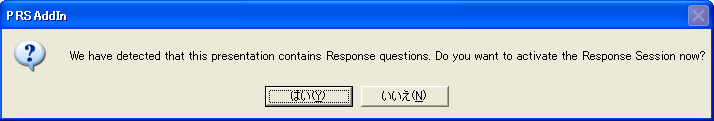 PRS AddIn
We have detected that this presentation contains Response questions. Do you want to activate the Response Session now?
はい(Y) いいえ(N)